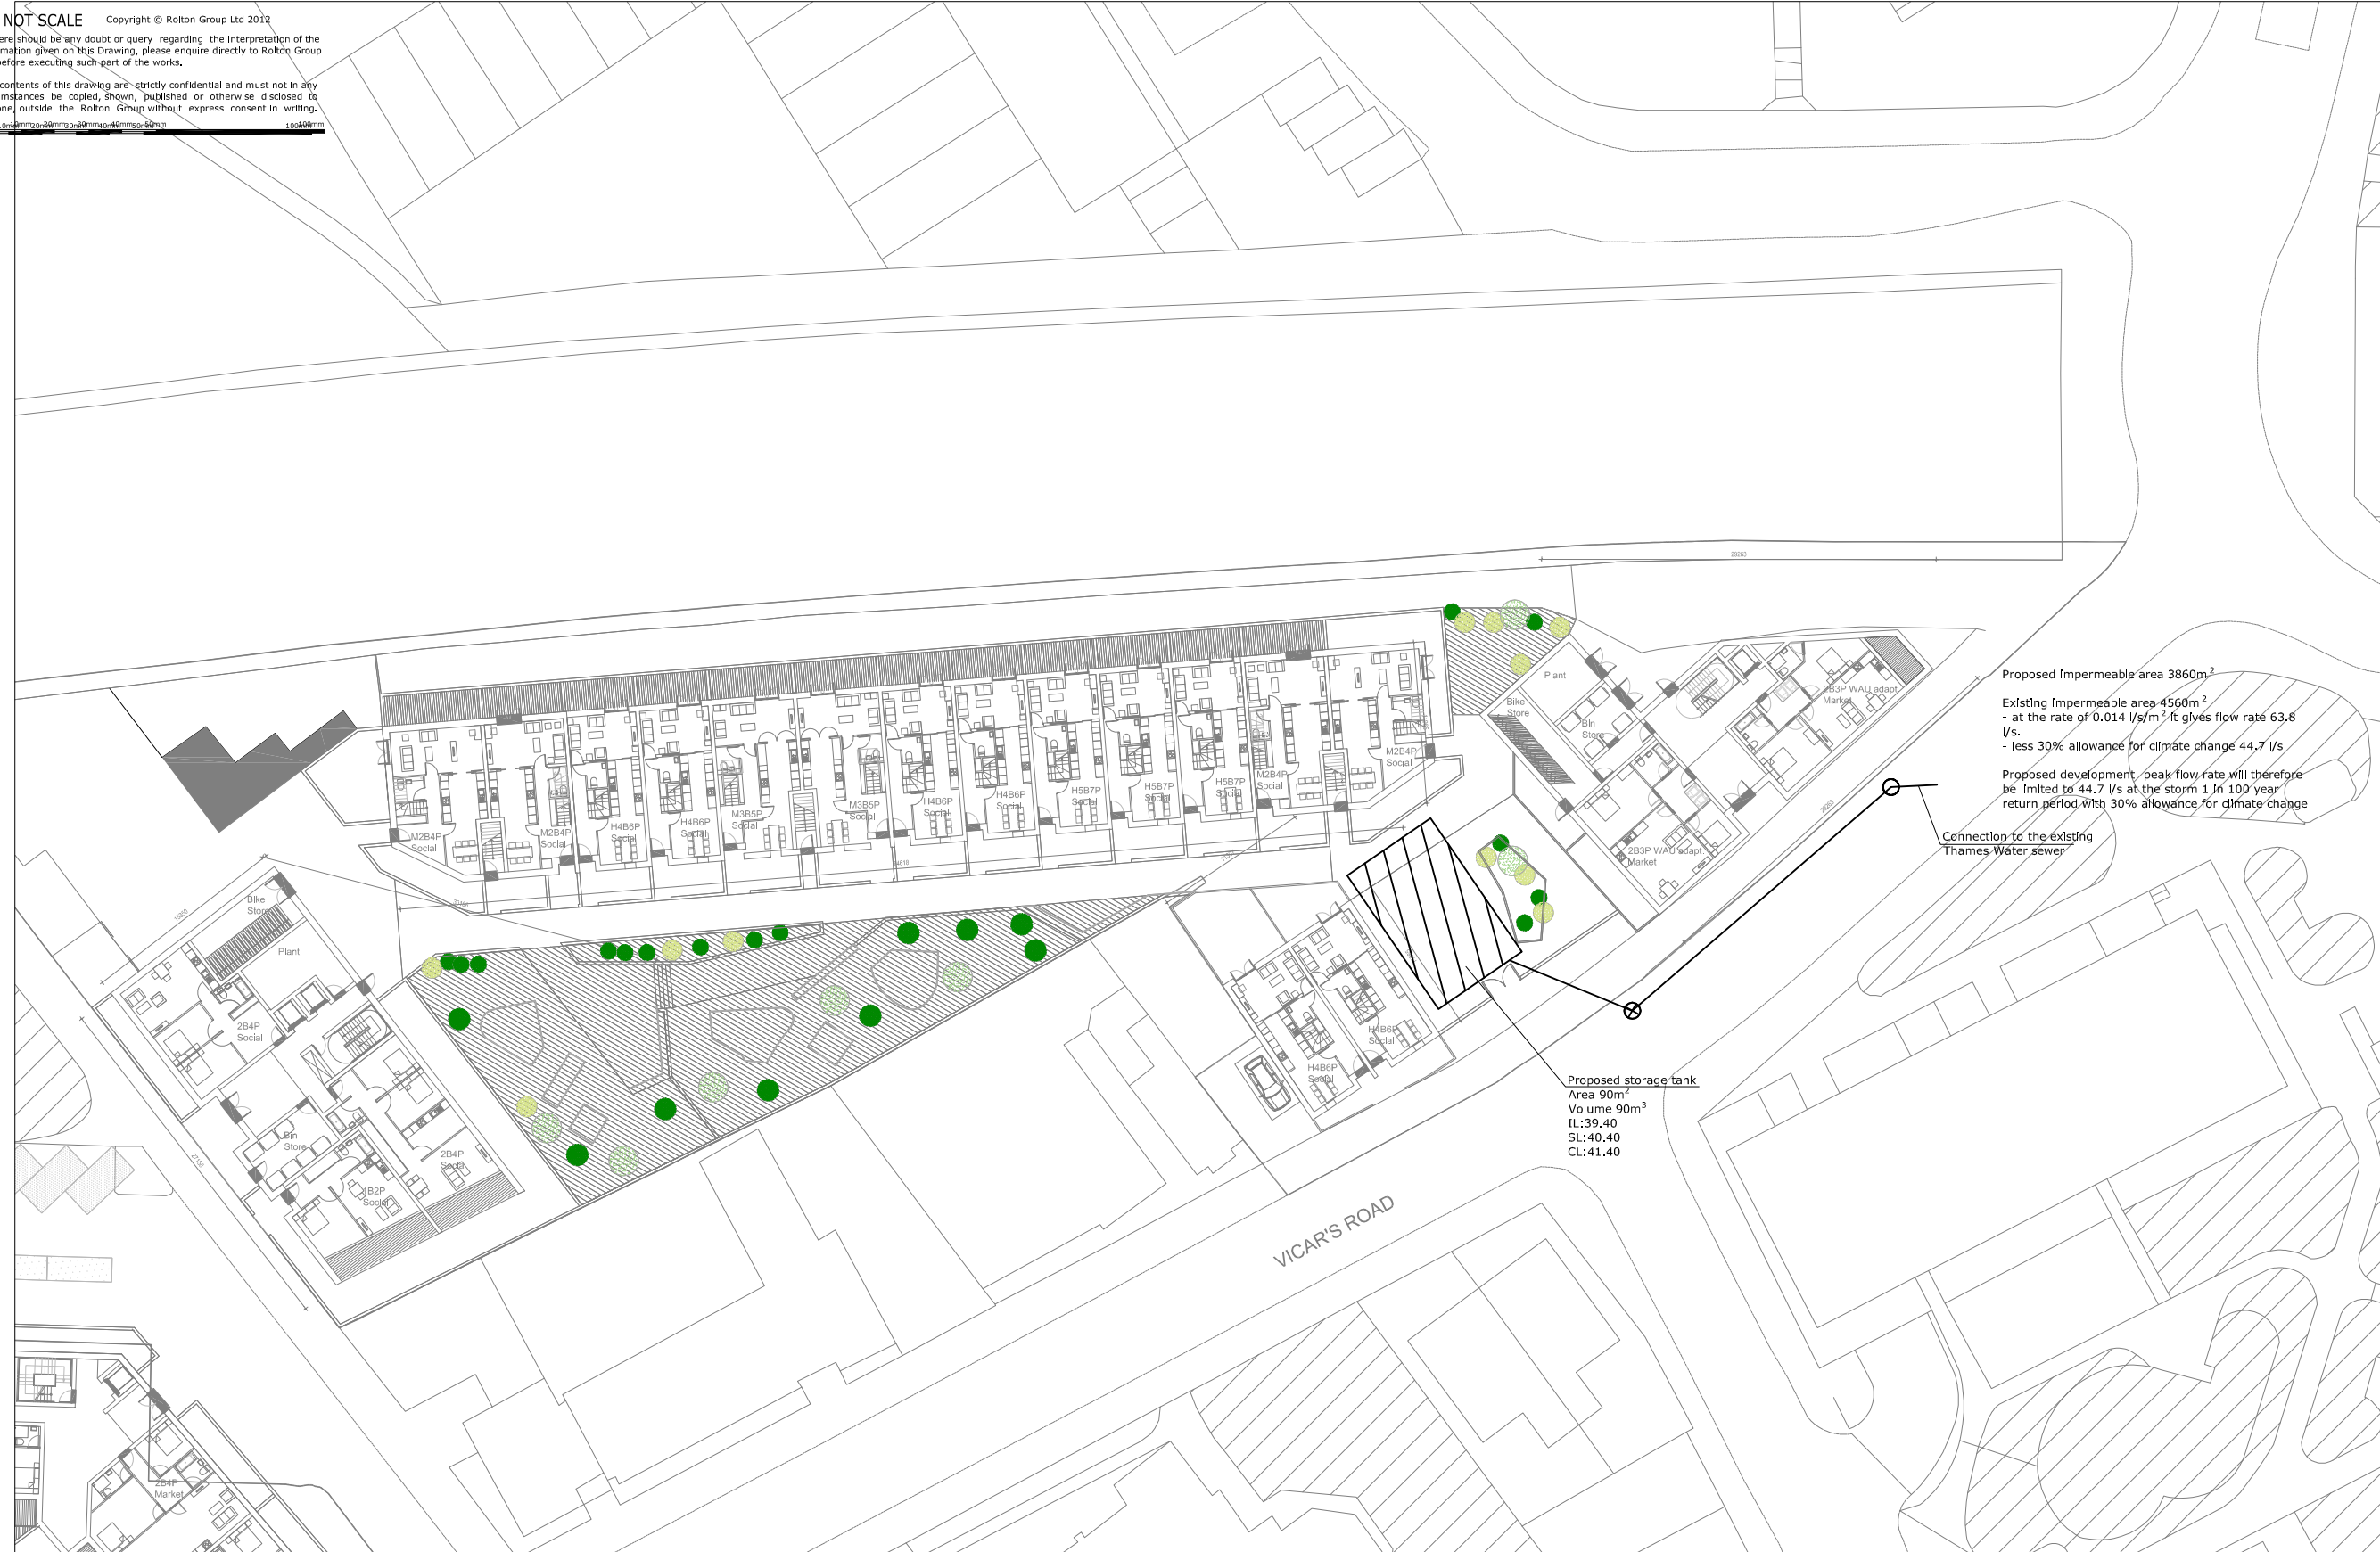 NOT SCALE
Copyright © Rolton Group Ltd 2012
ere should be any doubt or query regarding the interpretation of the
mation given on this Drawing, please enquire directly to Rolton Group
before executing such part of the works.
contents of this drawing are strictly confidential and must not in any
mstances be copied, shown, published or otherwise disclosed to
one, outside the Rolton Group without express consent in writing.
Proposed impermeable area 3860m²
Existing impermeable area 4560m²
- at the rate of 0.014 l/s/m² it gives flow rate 63.8
l/s.
- less 30% allowance for climate change 44.7 l/s
Proposed development peak flow rate will therefore
be limited to 44.7 l/s at the storm 1 in 100 year
return period with 30% allowance for climate change
Connection to the existing
Thames Water sewer
29263
Plant
Bike
Store
Bin
Store
2B3P WAU adapt.
Market
2B3P WAU adapt.
Market
29263
M2B4P
Social
M2B4P
Social
H4B6P
Social
H4B6P
Social
M3B5P
Social
M3B5P
Social
H4B6P
Social
H4B6P
Social
H5B7P
Social
H5B7P
Social
H5B7P
Social
M2B4P
Social
M2B4P
Social
Bike
Store
Plant
15300
2B4P
Social
Bin
Store
1B2P
Social
2B4P
Social
27156
H4B6P
Social
H4B6P
Social
Proposed storage tank
Area 90m²
Volume 90m³
IL:39.40
SL:40.40
CL:41.40
VICAR'S ROAD
2B4P
Market